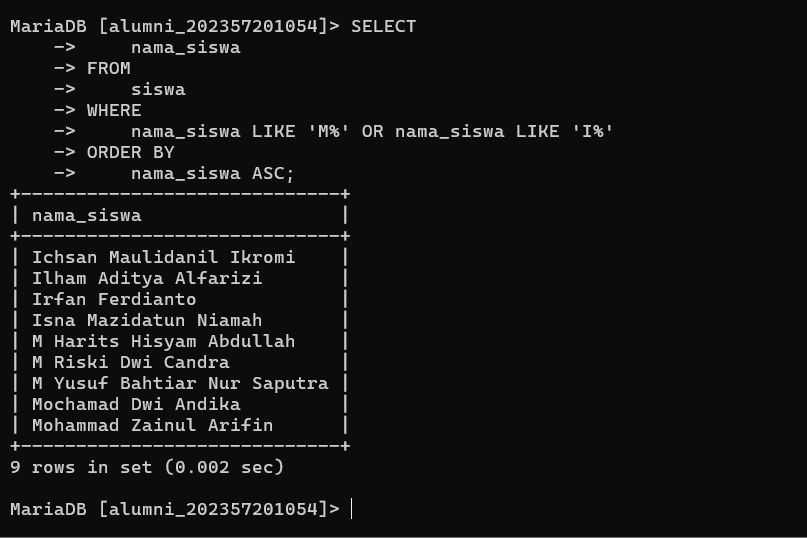 MariaDB [alumni_202357201054]> SELECT
    ->     nama_siswa
    -> FROM
    ->     siswa
    -> WHERE
    ->     nama_siswa LIKE 'M%' OR nama_siswa LIKE 'I%'
    -> ORDER BY
    ->     nama_siswa ASC;
+-----------------------------+
| nama_siswa                  |
+-----------------------------+
| Ichsan Maulidanil Ikromi    |
| Ilham Aditya Alfarizi       |
| Irfan Ferdianto             |
| Isna Mazidatun Niamah       |
| M Harits Hisyam Abdullah    |
| M Riski Dwi Candra          |
| M Yusuf Bahtiar Nur Saputra |
| Mochamad Dwi Andika         |
| Mohammad Zainul Arifin      |
+-----------------------------+
9 rows in set (0.002 sec)

MariaDB [alumni_202357201054]>